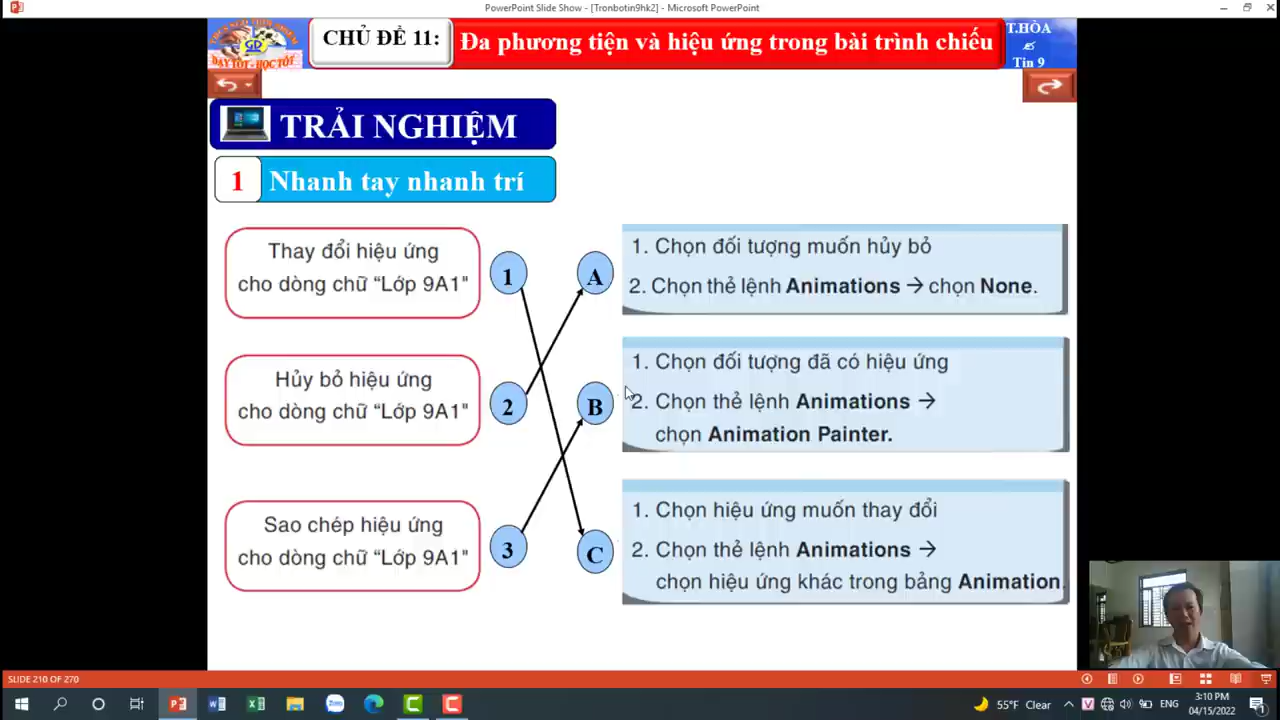 PowerPoint Slide Show - [Tronbotin9hk2] - Microsoft PowerPoint
CHỦ ĐỀ 11:
Đa phương tiện và hiệu ứng trong bài trình chiếu
T.HÒA
Tin 9
DẠY TỐT - HỌC TỐT
TRẢI NGHIỆM
1 Nhanh tay nhanh trí
Thay đổi hiệu ứng
cho dòng chữ “Lớp 9A1"
1
A
1. Chọn đối tượng muốn hủy bỏ
2. Chọn thẻ lệnh Animations → chọn None.
Hủy bỏ hiệu ứng
cho dòng chữ “Lớp 9A1"
2
B
1. Chọn đối tượng đã có hiệu ứng
2. Chọn thẻ lệnh Animations →
chọn Animation Painter.
Sao chép hiệu ứng
cho dòng chữ “Lớp 9A1"
3
C
1. Chọn hiệu ứng muốn thay đổi
2. Chọn thẻ lệnh Animations →
chọn hiệu ứng khác trong bảng Animation.
SLIDE 210 OF 270
55°F Clear
ENG
3:10 PM
04/15/2022